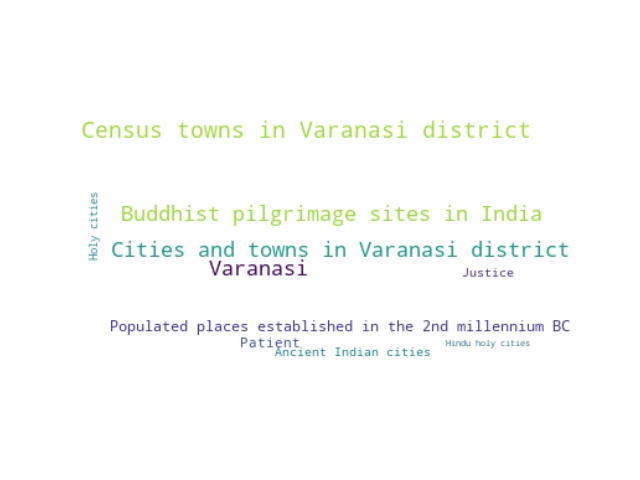 Census towns in Varanasi district
Holy cities
Buddhist pilgrimage sites in India
Cities and towns in Varanasi district
Varanasi
Justice
Populated places established in the 2nd millennium BC
Patient
Hindu holy cities
Ancient Indian cities